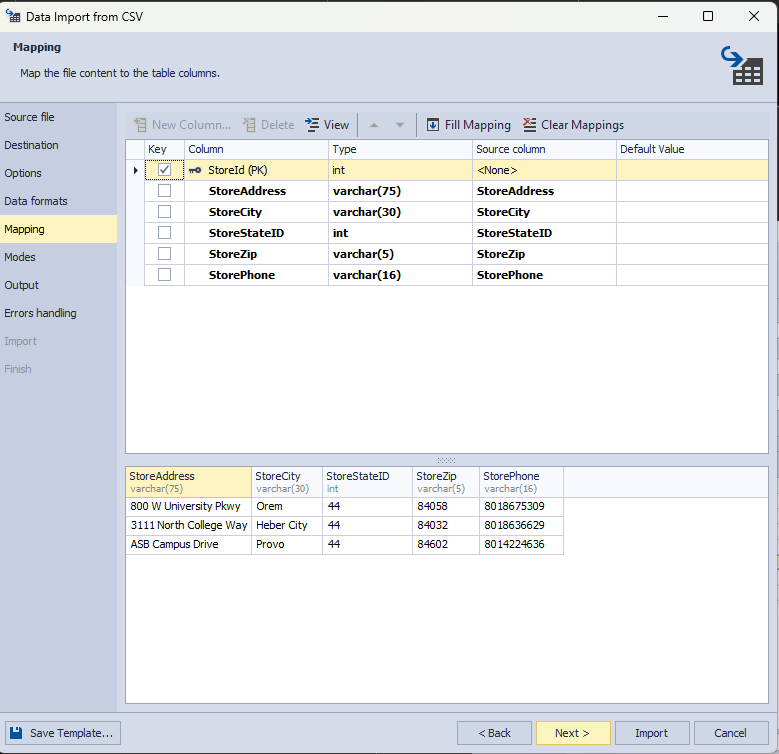 Data Import from CSV
Mapping
Map the file content to the table columns.
Source file
Destination
Options
Data formats
Mapping
Modes
Output
Errors handling
Import
Finish
New Column... Delete View Fill Mapping Clear Mappings
Key Column Type Source column Default Value
StoreId (PK) int <None>
StoreAddress varchar(75) StoreAddress
StoreCity varchar(30) StoreCity
StoreStateID int StoreStateID
StoreZip varchar(5) StoreZip
StorePhone varchar(16) StorePhone
StoreAddress StoreCity StoreStateID StoreZip StorePhone
varchar(75) varchar(30) int varchar(5) varchar(16)
800 W University Pkwy Orem 44 84058 8018675309
3111 North College Way Heber City 44 84032 8018636629
ASB Campus Drive Provo 44 84602 8014224636
Save Template... < Back Next > Import Cancel